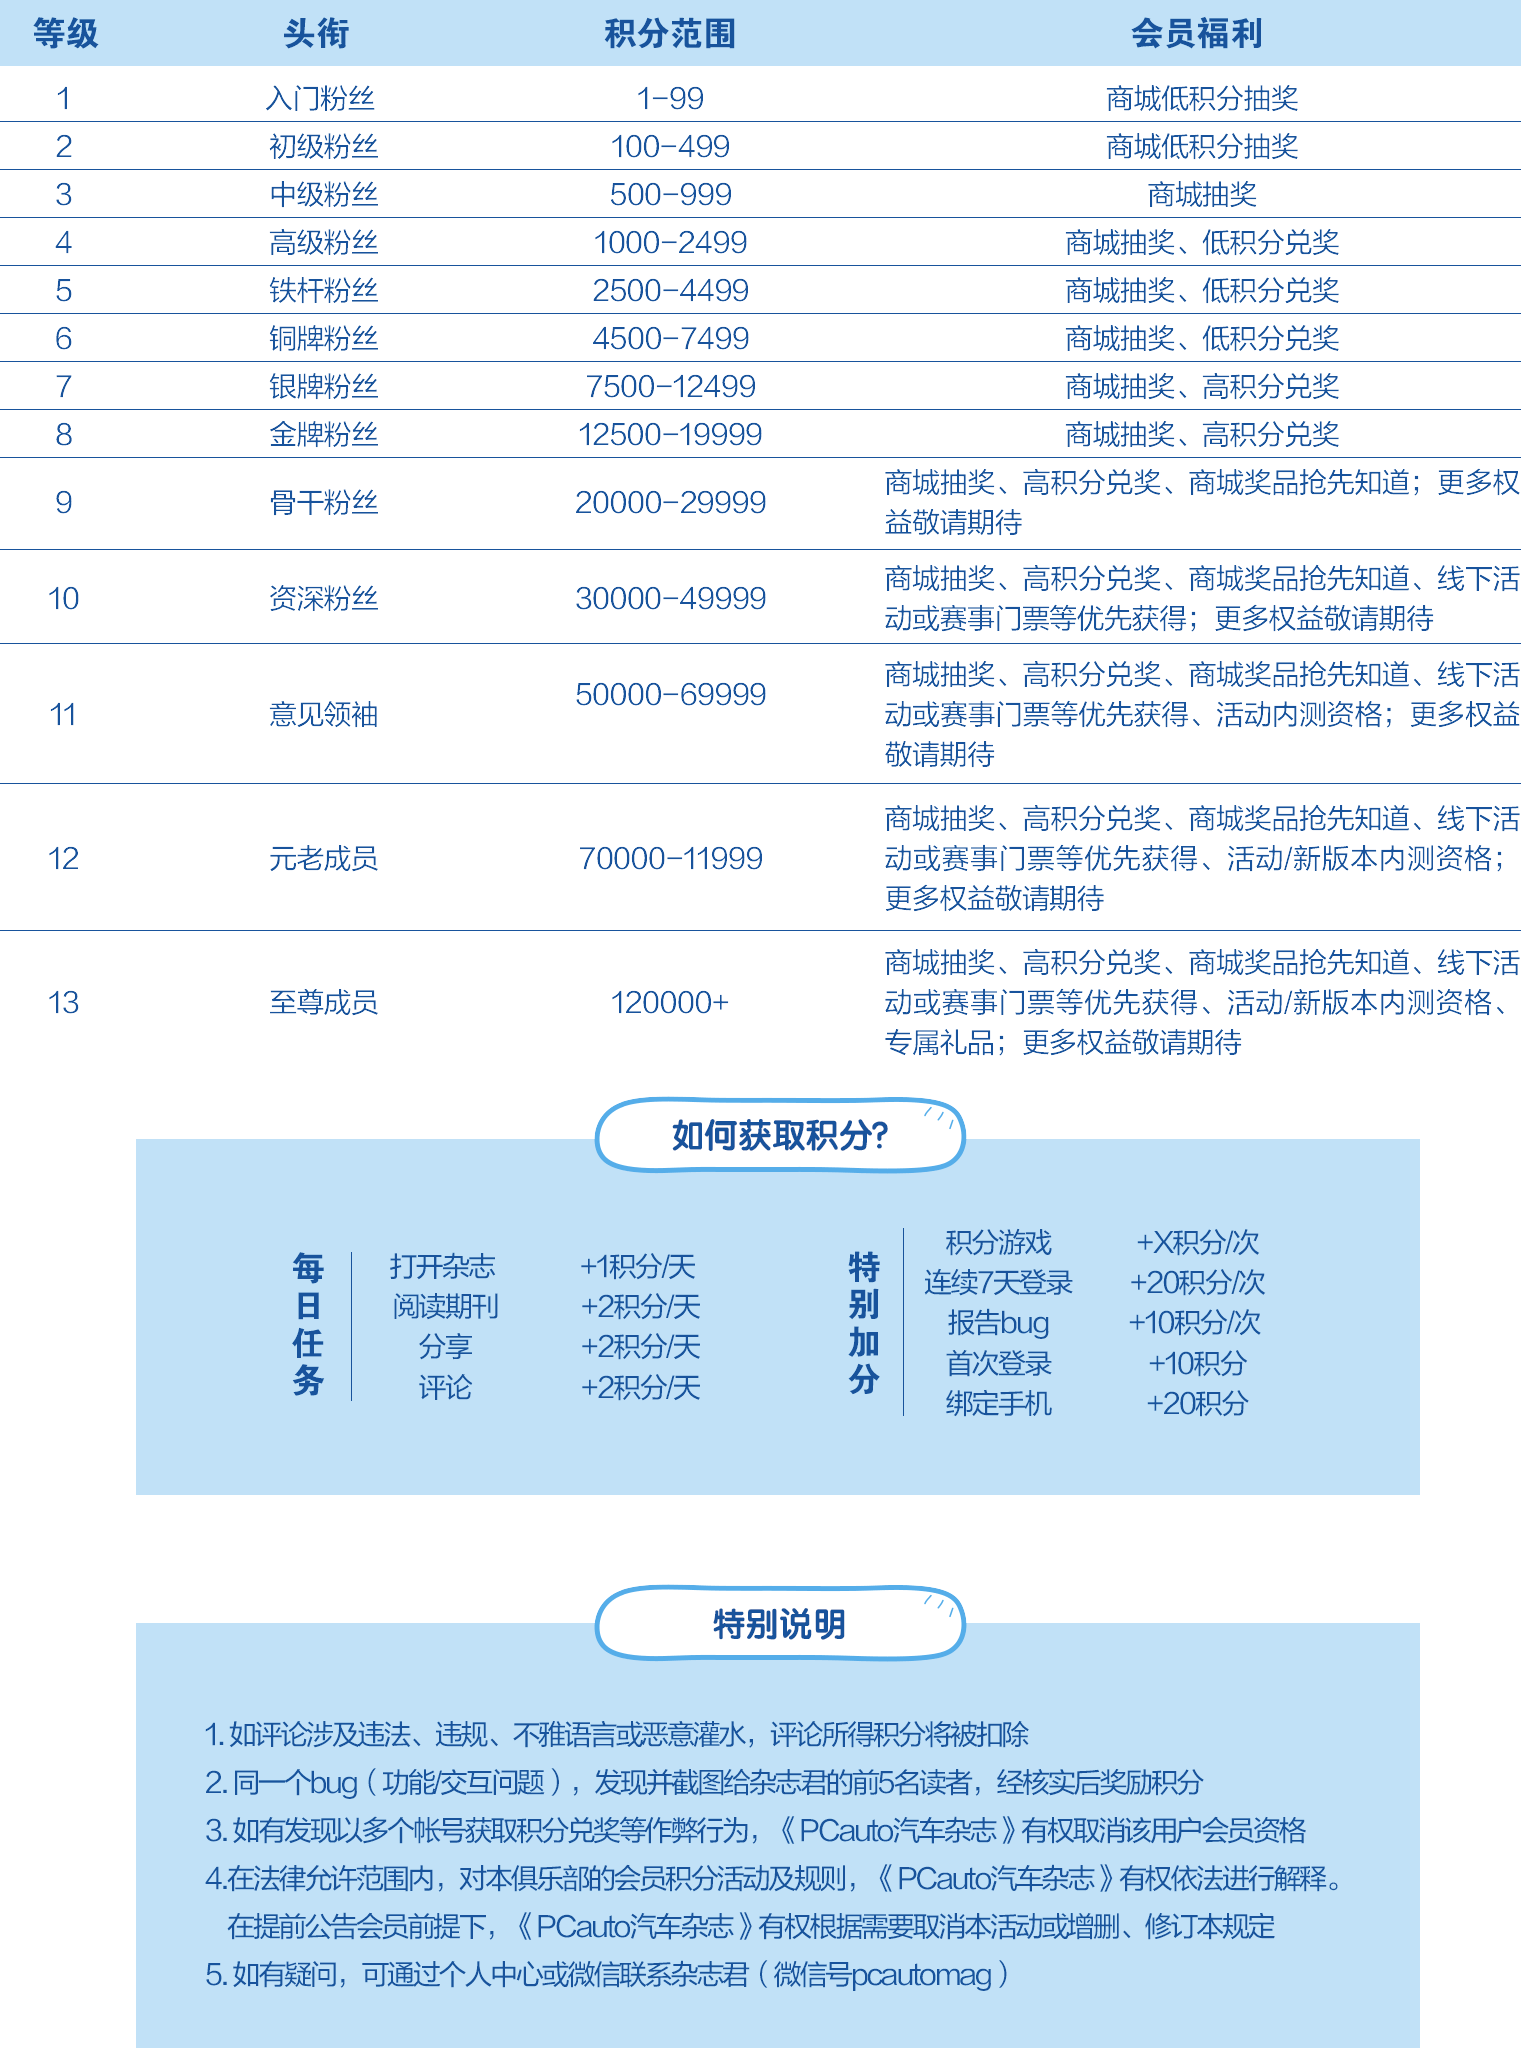 等级 头衔 积分范围 会员福利
1 入门粉丝 1-99 商城低积分抽奖
2 初级粉丝 100-499 商城低积分抽奖
3 中级粉丝 500-999 商城抽奖
4 高级粉丝 1000-2499 商城抽奖、低积分兑奖
5 铁杆粉丝 2500-4499 商城抽奖、低积分兑奖
6 铜牌粉丝 4500-7499 商城抽奖、低积分兑奖
7 银牌粉丝 7500-12499 商城抽奖、高积分兑奖
8 金牌粉丝 12500-19999 商城抽奖、高积分兑奖
9 骨干粉丝 20000-29999 商城抽奖、高积分兑奖、商城奖品抢先知道；更多权
益敬请期待
10 资深粉丝 30000-49999 商城抽奖、高积分兑奖、商城奖品抢先知道、线下活
动或赛事门票等优先获得；更多权益敬请期待
11 意见领袖 50000-69999 商城抽奖、高积分兑奖、商城奖品抢先知道、线下活
动或赛事门票等优先获得、活动内测资格；更多权益
敬请期待
12 元老成员 70000-11999 商城抽奖、高积分兑奖、商城奖品抢先知道、线下活
动或赛事门票等优先获得、活动/新版本内测资格；
更多权益敬请期待
13 至尊成员 120000+ 商城抽奖、高积分兑奖、商城奖品抢先知道、线下活
动或赛事门票等优先获得、活动/新版本内测资格、
专属礼品；更多权益敬请期待
如何获取积分?
每日任务
打开杂志 +1积分/天
阅读期刊 +2积分/天
分享 +2积分/天
评论 +2积分/天
特别加分
积分游戏 +X积分/次
连续7天登录 +20积分/次
报告bug +10积分/次
首次登录 +10积分
绑定手机 +20积分
特别说明
1. 如评论涉及违法、违规、不雅语言或恶意灌水，评论所得积分将被扣除
2. 同一个bug（功能/交互问题），发现并截图给杂志君的前5名读者，经核实后奖励积分
3. 如有发现以多个帐号获取积分兑奖等作弊行为，《PCauto汽车杂志》有权取消该用户会员资格
4.在法律允许范围内，对本俱乐部的会员积分活动及规则，《PCauto汽车杂志》有权依法进行解释。
在提前公告会员前提下，《PCauto汽车杂志》有权根据需要取消本活动或增删、修订本规定
5. 如有疑问，可通过个人中心或微信联系杂志君（微信号pcautomag）